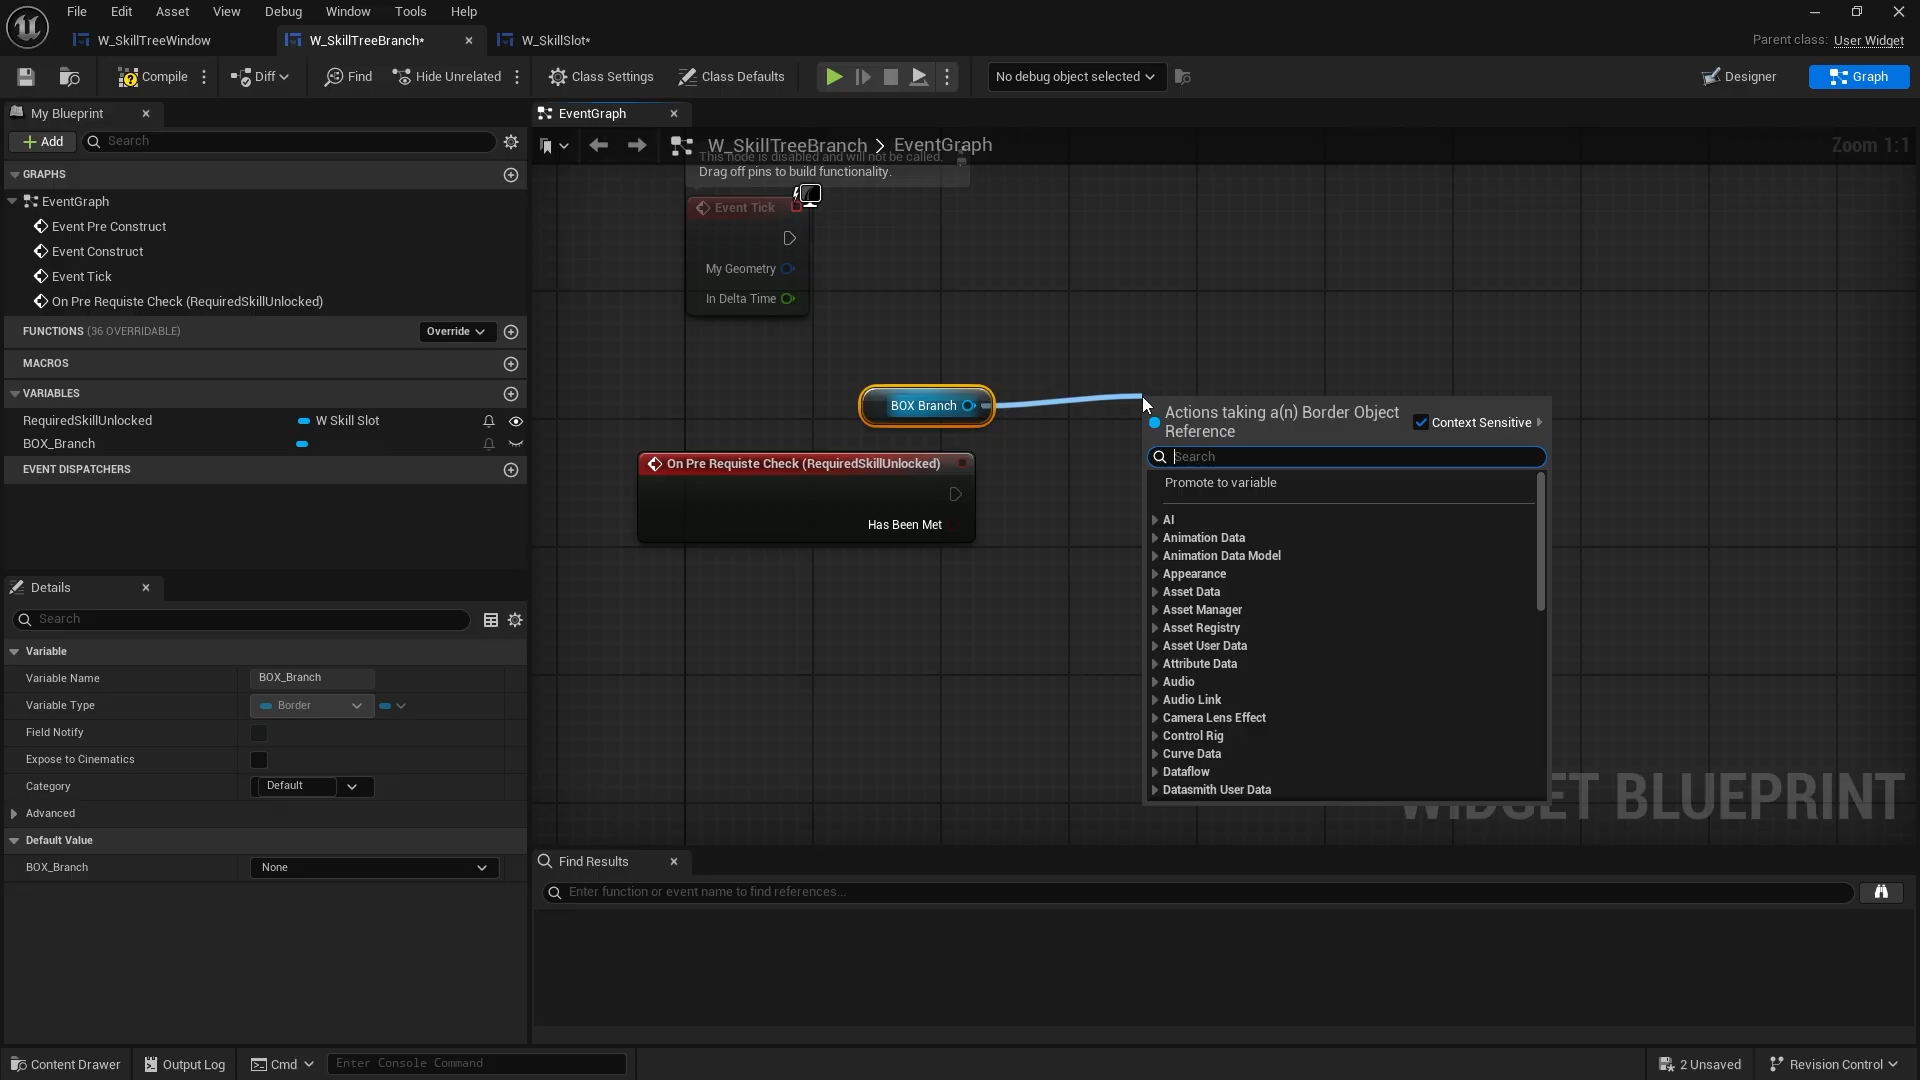 File Edit Asset View Debug Window Tools Help
W_SkillTreeWindow W_SkillTreeBranch* W_SkillSlot* Parent class: User Widget
Compile Diff Find Hide Unrelated Class Settings Class Defaults No debug object selected Designer Graph
My Blueprint EventGraph
Add Search W_SkillTreeBranch EventGraph Zoom 1:1
This node is disabled and will not be called.
Drag off pins to build functionality.
GRAPHS
EventGraph
Event Pre Construct
Event Construct
Event Tick
On Pre Requiste Check (RequiredSkillUnlocked)
FUNCTIONS (36 OVERRIDABLE) Override
MACROS
VARIABLES
RequiredSkillUnlocked W Skill Slot
BOX_Branch
EVENT DISPATCHERS
Event Tick
My Geometry
In Delta Time
BOX Branch
On Pre Requiste Check (RequiredSkillUnlocked)
Has Been Met
Actions taking a(n) Border Object
Reference
Context Sensitive
Search
Promote to variable
AI
Animation Data
Animation Data Model
Appearance
Asset Data
Asset Manager
Asset Registry
Asset User Data
Attribute Data
Audio
Audio Link
Camera Lens Effect
Control Rig
Curve Data
Dataflow
Datasmith User Data
WIDGET BLUEPRINT
Details
Search
Variable
Variable Name BOX_Branch
Variable Type Border
Field Notify
Expose to Cinematics
Category Default
Advanced
Default Value
BOX_Branch None
Find Results
Enter function or event name to find references...
Content Drawer Output Log Cmd Enter Console Command 2 Unsaved Revision Control